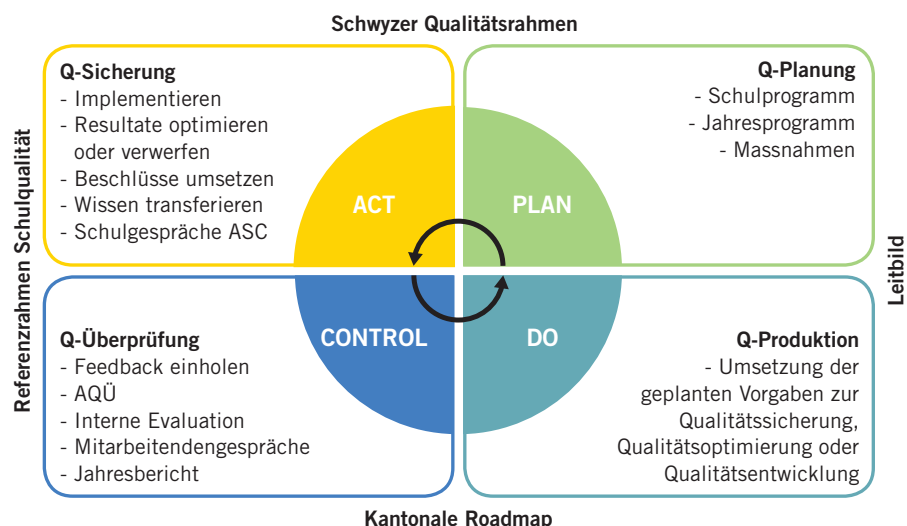 Schwyzer Qualitätsrahmen
Referenzrahmen Schulqualität
Q-Sicherung
- Implementieren
- Resultate optimieren
oder verwerfen
- Beschlüsse umsetzen
- Wissen transferieren
- Schulgespräche ASC
ACT
Q-Planung
- Schulprogramm
- Jahresprogramm
- Massnahmen
PLAN
Leitbild
Q-Überprüfung
- Feedback einholen
- AQÜ
- Interne Evaluation
- Mitarbeitendengespräche
- Jahresbericht
CONTROL
DO
Q-Produktion
- Umsetzung der
geplanten Vorgaben zur
Qualitätssicherung,
Qualitätsoptimierung oder
Qualitätsentwicklung
Kantonale Roadmap